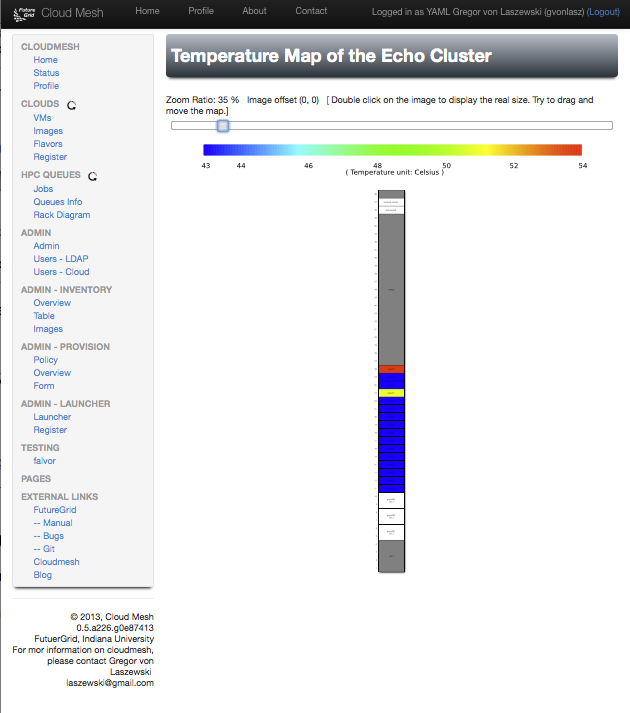 Future
Grid
Cloud Mesh
Home
Profile
About
Contact
Logged in as YAML Gregor von Laszewski (gvonlasz) (Logout)
CLOUDMESH
Home
Status
Profile
CLOUDS
VMs
Images
Flavors
Register
HPC QUEUES
Jobs
Queues Info
Rack Diagram
ADMIN
Admin
Users - LDAP
Users - Cloud
ADMIN - INVENTORY
Overview
Table
Images
ADMIN - PROVISION
Policy
Overview
Form
ADMIN - LAUNCHER
Launcher
Register
TESTING
falvor
PAGES
EXTERNAL LINKS
FutureGrid
-- Manual
-- Bugs
-- Git
Cloudmesh
Blog
© 2013, Cloud Mesh
0.5.a226.g0e87413
FutuerGrid, Indiana University
For mor information on cloudmesh,
please contact Gregor von
Laszewski
laszewski@gmail.com
Temperature Map of the Echo Cluster
Zoom Ratio: 35 % Image offset (0, 0) [ Double click on the image to display the real size. Try to drag and
move the map.]
43 44 46 48 50 52 54
( Temperature unit: Celsius )